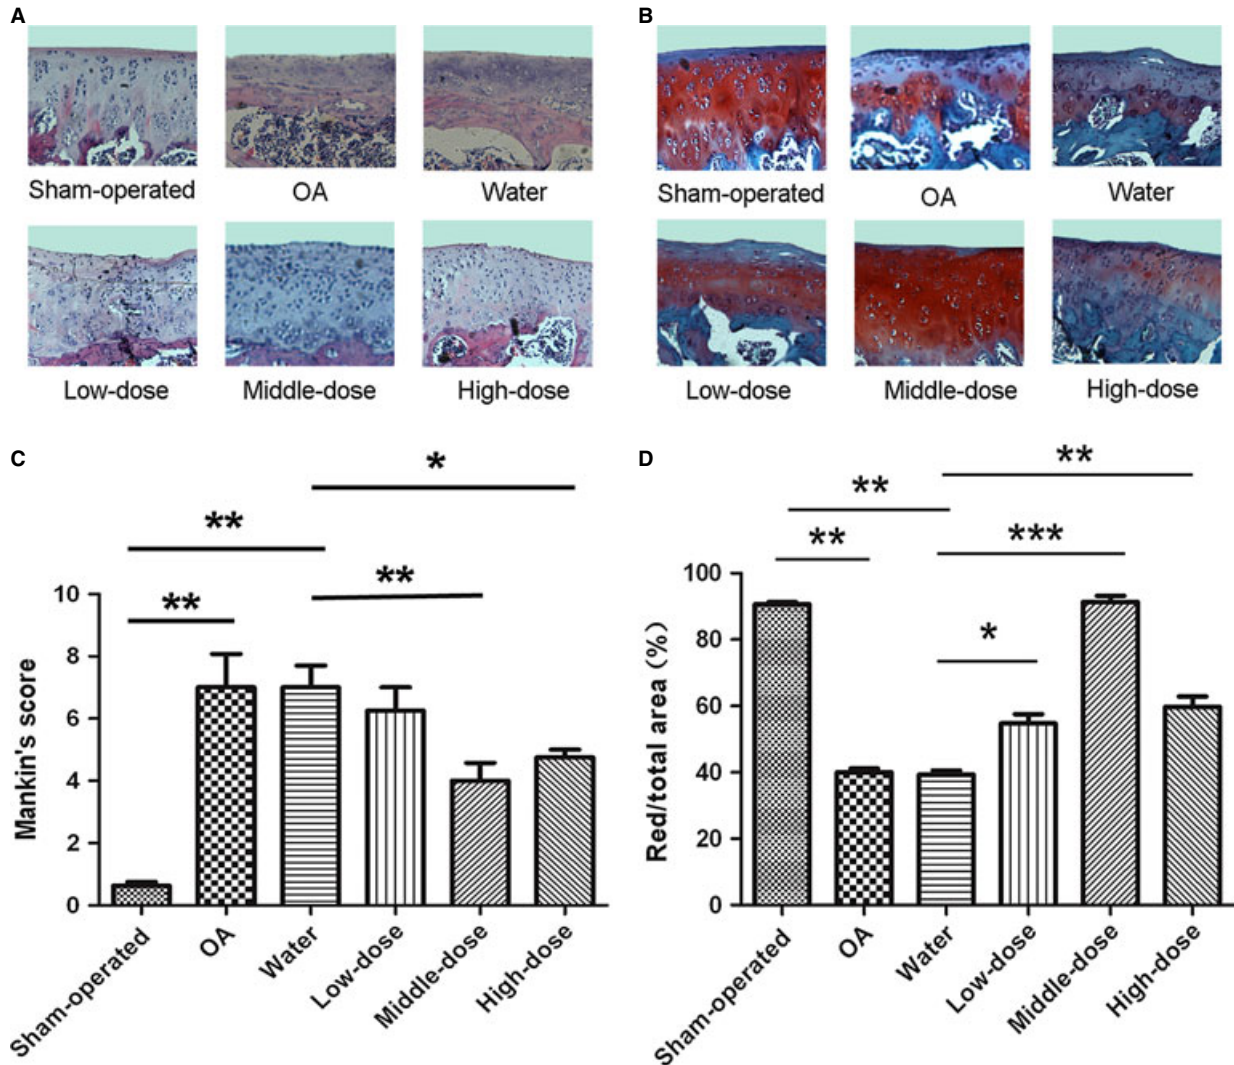 A
B
Sham-operated
OA
Water
Sham-operated
OA
Water
Low-dose
Middle-dose
High-dose
Low-dose
Middle-dose
High-dose
C
*
**
**
**
10
8
6
4
2
0
Mankin's score
Sham-operated
OA
Water
Low-dose
Middle-dose
High-dose
D
**
**
***
**
*
100
80
60
40
20
0
Red/total area (%)
Sham-operated
OA
Water
Low-dose
Middle-dose
High-dose